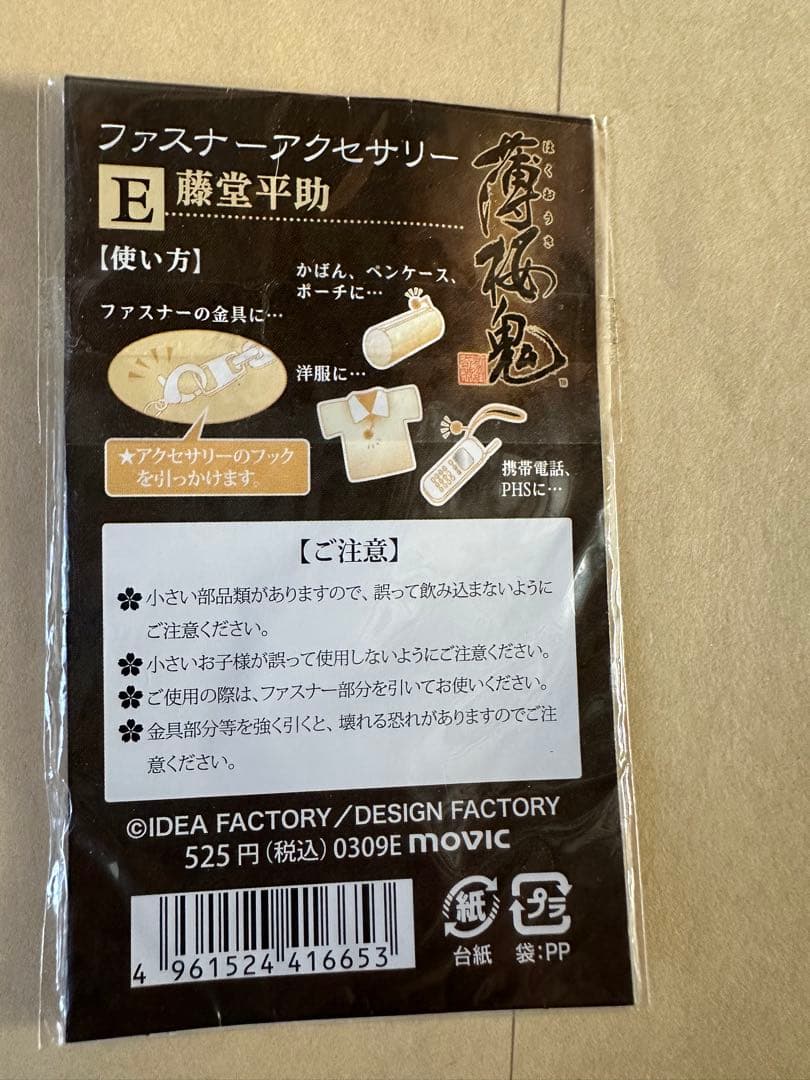 ファスナーアクセサリー
E 藤堂平助
はくおうき
薄桜鬼
【使い方】
ファスナーの金具に…
かばん、ペンケース、
ポーチに…
洋服に…
★アクセサリーのフック
を引っかけます。
携帯電話、
PHSに…
【ご注意】
小さい部品類がありますので、誤って飲み込まないように
ご注意ください。
小さいお子様が誤って使用しないようにご注意ください。
ご使用の際は、ファスナー部分を引いてお使いください。
金具部分等を強く引くと、壊れる恐れがありますのでご注
意ください。
©IDEA FACTORY/DESIGN FACTORY
525円(税込)0309E movic
4 961524 416653
紙
台紙
プラ
袋:PP